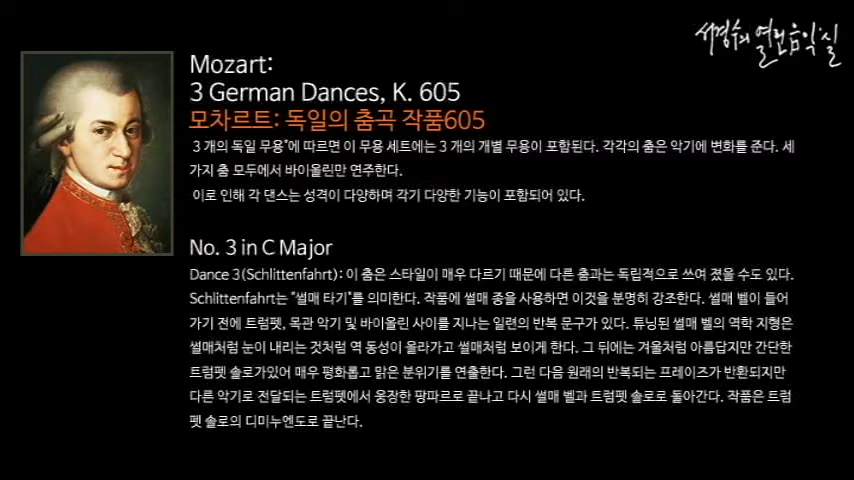 서경수의 열린음악실
Mozart:
3 German Dances, K. 605
모차르트: 독일의 춤곡 작품605
3 개의 독일 무용"에 따르면 이 무용 세트에는 3 개의 개별 무용이 포함된다. 각각의 춤은 악기에 변화를 준다. 세
가지 춤 모두에서 바이올린만 연주한다.
이로 인해 각 댄스는 성격이 다양하며 각기 다양한 기능이 포함되어 있다.
No. 3 in C Major
Dance 3(Schlittenfahrt): 이 춤은 스타일이 매우 다르기 때문에 다른 춤과는 독립적으로 쓰여 졌을 수도 있다.
Schlittenfahrt는 "썰매 타기"를 의미한다. 작품에 썰매 종을 사용하면 이것을 분명히 강조한다. 썰매 벨이 들어
가기 전에 트럼펫, 목관 악기 및 바이올린 사이를 지나는 일련의 반복 문구가 있다. 튜닝된 썰매 벨의 역학 지형은
썰매처럼 눈이 내리는 것처럼 역 동성이 올라가고 썰매처럼 보이게 한다. 그 뒤에는 겨울처럼 아름답지만 간단한
트럼펫 솔로가있어 매우 평화롭고 맑은 분위기를 연출한다. 그런 다음 원래의 반복되는 프레이즈가 반환되지만
다른 악기로 전달되는 트럼펫에서 웅장한 팡파르로 끝나고 다시 썰매 벨과 트럼펫 솔로로 돌아간다. 작품은 트럼
펫 솔로의 디미누엔도로 끝난다.